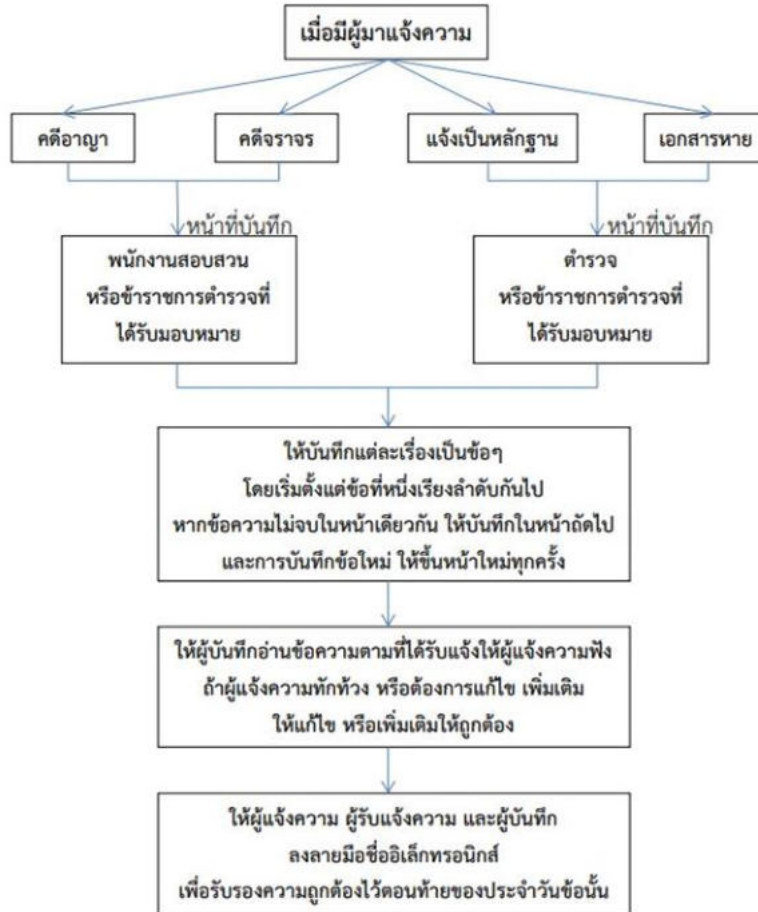 เมื่อมีผู้มาแจ้งความ
คดีอาญา
คดีจราจร
แจ้งเป็นหลักฐาน
เอกสารหาย
หน้าที่บันทึก
หน้าที่บันทึก
พนักงานสอบสวน
หรือข้าราชการตำรวจที่
ได้รับมอบหมาย
ตำรวจ
หรือข้าราชการตำรวจที่
ได้รับมอบหมาย
ให้บันทึกแต่ละเรื่องเป็นข้อๆ
โดยเริ่มตั้งแต่ข้อที่หนึ่งเรียงลำดับกันไป
หากข้อความไม่จบในหน้าเดียวกัน ให้บันทึกในหน้าถัดไป
และการบันทึกข้อใหม่ ให้ขึ้นหน้าใหม่ทุกครั้ง
ให้ผู้บันทึกอ่านข้อความตามที่ได้รับแจ้งให้ผู้แจ้งความฟัง
ถ้าผู้แจ้งความทักท้วง หรือต้องการแก้ไข เพิ่มเติม
ให้แก้ไข หรือเพิ่มเติมให้ถูกต้อง
ให้ผู้แจ้งความ ผู้รับแจ้งความ และผู้บันทึก
ลงลายมือชื่ออิเล็กทรอนิกส์
เพื่อรับรองความถูกต้องไว้ตอนท้ายของประจำวันข้อนั้น